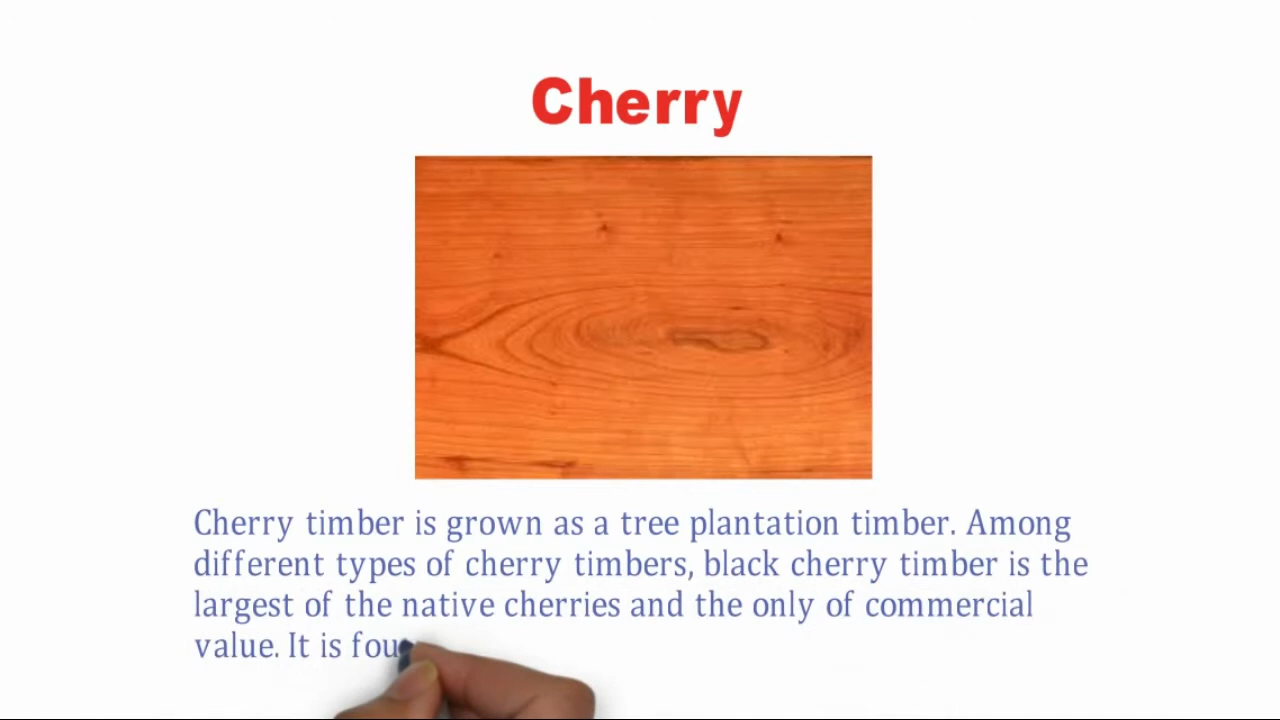 Cherry
Cherry timber is grown as a tree plantation timber. Among
different types of cherry timbers, black cherry timber is the
largest of the native cherries and the only of commercial
value. It is fou